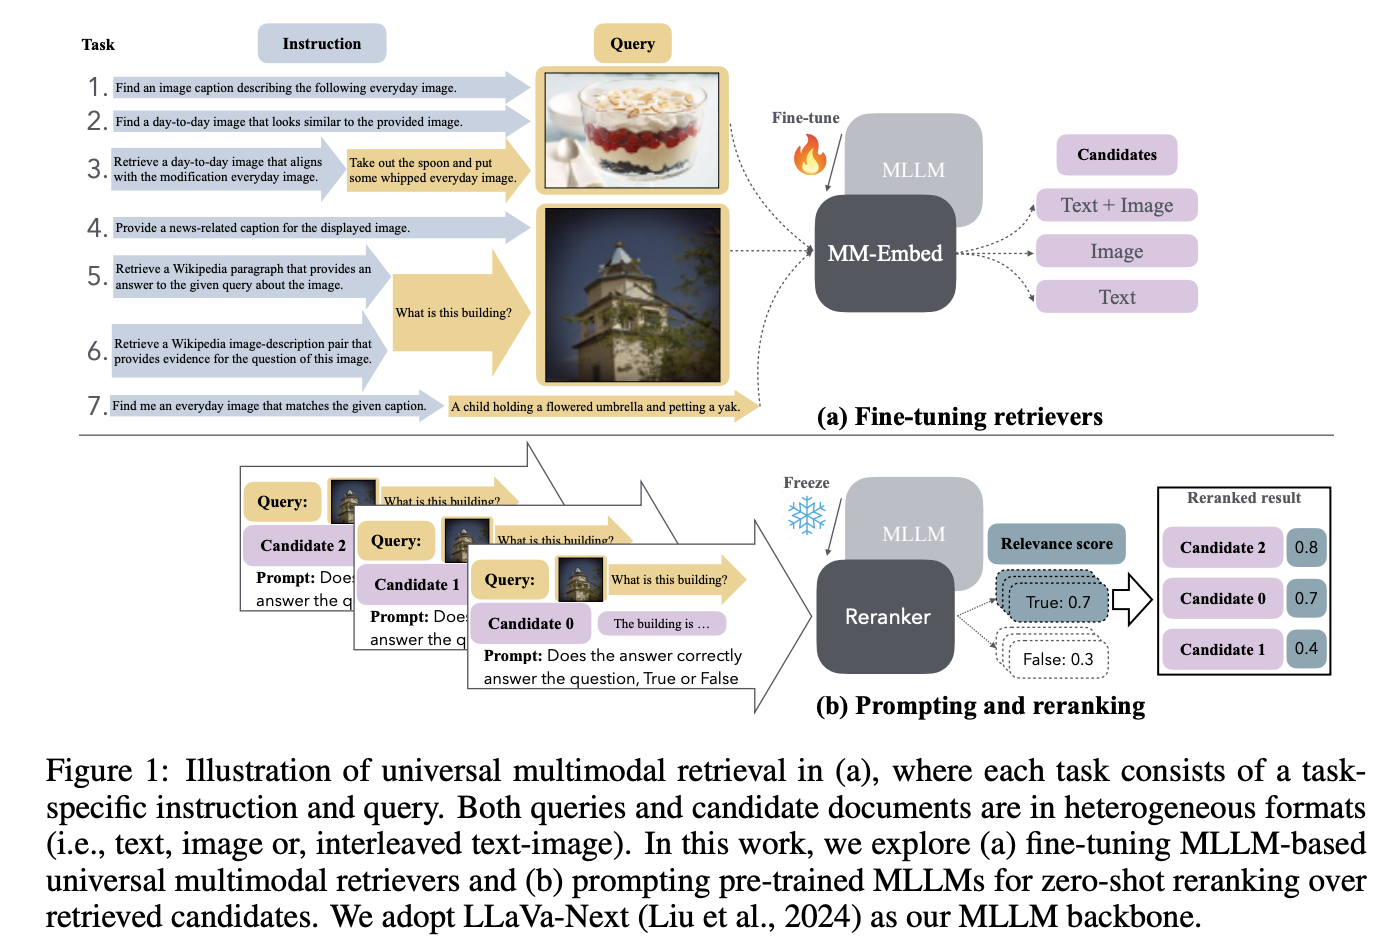 Task
Instruction
Query
1. Find an image caption describing the following everyday image.
2. Find a day-to-day image that looks similar to the provided image.
3. Retrieve a day-to-day image that aligns
with the modification everyday image.
Take out the spoon and put
some whipped everyday image.
4. Provide a news-related caption for the displayed image.
5. Retrieve a Wikipedia paragraph that provides an
answer to the given query about the image.
What is this building?
6. Retrieve a Wikipedia image-description pair that
provides evidence for the question of this image.
7. Find me an everyday image that matches the given caption.
A child holding a flowered umbrella and petting a yak.
Fine-tune
MLLM
MM-Embed
Candidates
Text + Image
Image
Text
(a) Fine-tuning retrievers
Query:
What is this building?
Candidate 2
Prompt: Does
answer the q
Query:
What is this building?
Candidate 1
Prompt: Does
answer the q
Query:
What is this building?
Candidate 0
The building is …
Prompt: Does the answer correctly
answer the question, True or False
Freeze
MLLM
Reranker
Relevance score
True: 0.7
False: 0.3
Reranked result
Candidate 2 0.8
Candidate 0 0.7
Candidate 1 0.4
(b) Prompting and reranking
Figure 1: Illustration of universal multimodal retrieval in (a), where each task consists of a task-
specific instruction and query. Both queries and candidate documents are in heterogeneous formats
(i.e., text, image or, interleaved text-image). In this work, we explore (a) fine-tuning MLLM-based
universal multimodal retrievers and (b) prompting pre-trained MLLMs for zero-shot reranking over
retrieved candidates. We adopt LLaVa-Next (Liu et al., 2024) as our MLLM backbone.